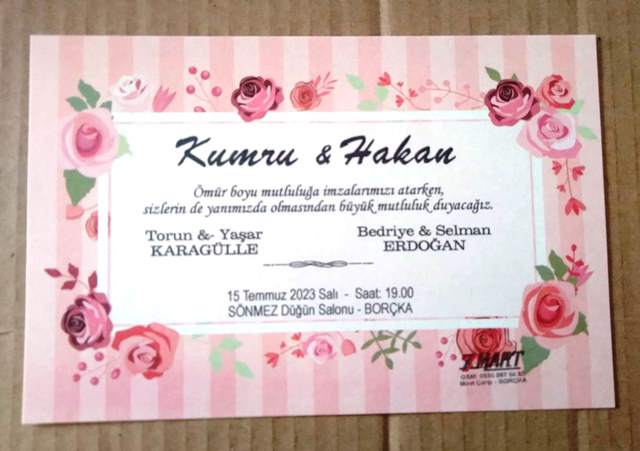 Kumru & Hakan
Ömür boyu mutluluğa imzalarımızı atarken,
sizlerin de yanımızda olmasından büyük mutluluk duyacağız.
Torun &- Yaşar
KARAGÜLLE
Bedriye & Selman
ERDOĞAN
15 Temmuz 2023 Salı - Saat: 19.00
SÖNMEZ Düğün Salonu - BORÇKA
BORÇKA